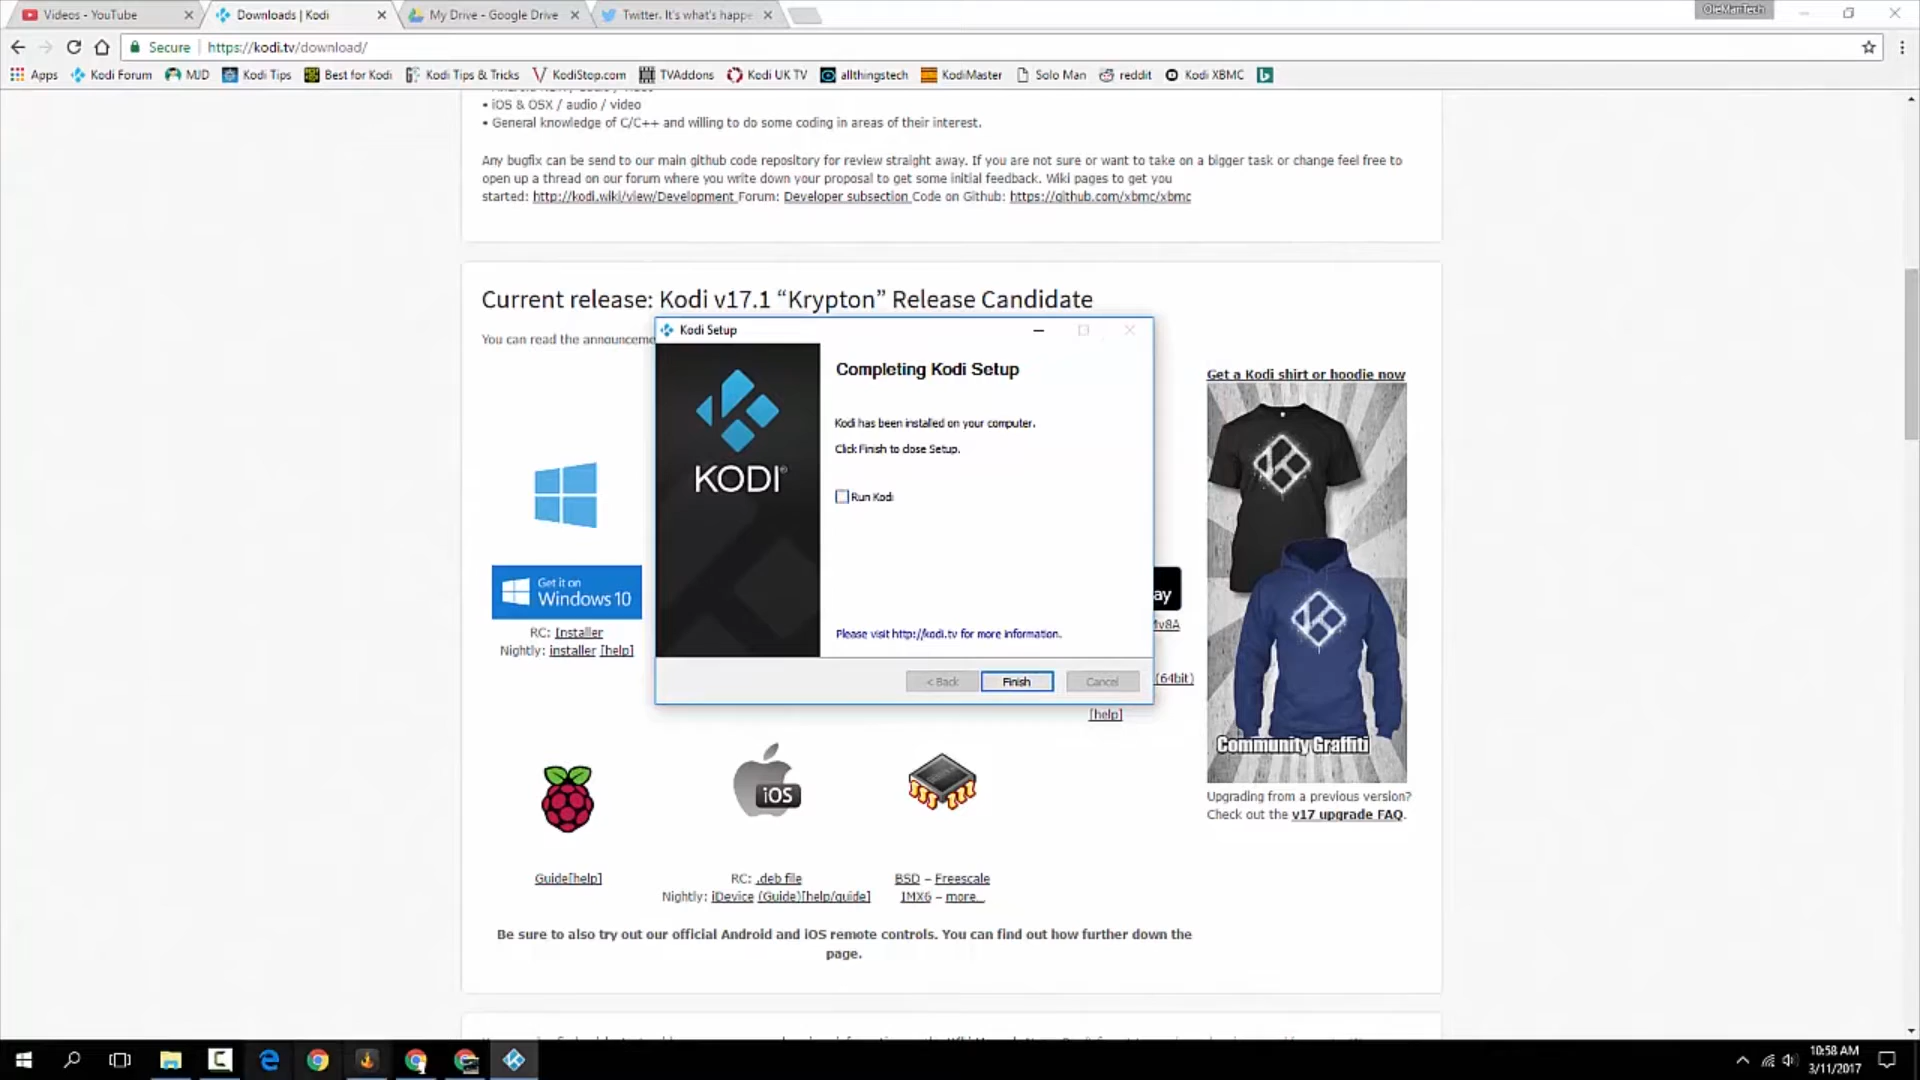 Videos - YouTube
Downloads | Kodi
My Drive - Google Drive
Twitter. It's what's happe
OleManTech
Secure
https://kodi.tv/download/
Apps
Kodi Forum
MJD
Kodi Tips
Best for Kodi
Kodi Tips & Tricks
KodiStop.com
TVAddons
Kodi UK TV
allthingstech
KodiMaster
Solo Man
reddit
Kodi XBMC
• iOS & OSX / audio / video
• General knowledge of C/C++ and willing to do some coding in areas of their interest.
Any bugfix can be send to our main github code repository for review straight away. If you are not sure or want to take on a bigger task or change feel free to
open up a thread on our forum where you write down your proposal to get some initial feedback. Wiki pages to get you
started: http://kodi.wiki/view/Development Forum: Developer subsection Code on Github: https://github.com/xbmc/xbmc
Current release: Kodi v17.1 “Krypton” Release Candidate
You can read the announceme
Kodi Setup
KODI®
Completing Kodi Setup
Kodi has been installed on your computer.
Click Finish to close Setup.
Run Kodi
Please visit http://kodi.tv for more information.
< Back
Finish
Cancel
Get it on
Windows 10
RC: Installer
Nightly: installer [help]
ay
Mv8A
(64bit)
[help]
Get a Kodi shirt or hoodie now
Community Graffiti
Upgrading from a previous version?
Check out the v17 upgrade FAQ.
iOS
Guide[help]
RC: .deb file
Nightly: iDevice (Guide)[help/guide]
BSD – Freescale
IMX6 – more...
Be sure to also try out our official Android and iOS remote controls. You can find out how further down the
page.
10:58 AM
3/11/2017